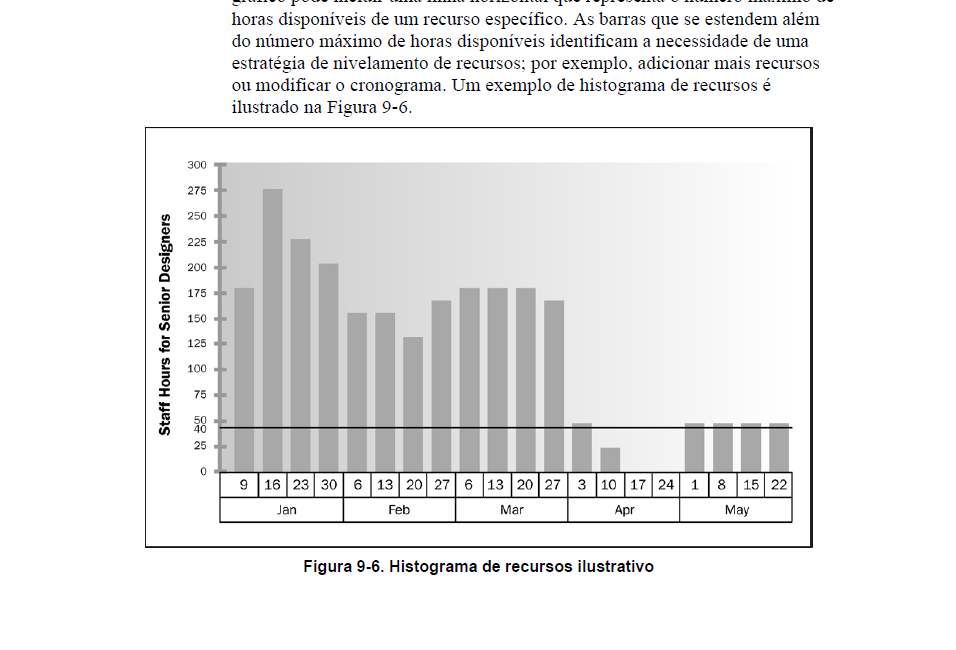 horas disponíveis de um recurso específico. As barras que se estendem além
do número máximo de horas disponíveis identificam a necessidade de uma
estratégia de nivelamento de recursos; por exemplo, adicionar mais recursos
ou modificar o cronograma. Um exemplo de histograma de recursos é
ilustrado na Figura 9-6.
Staff Hours for Senior Designers
300
275
250
225
200
175
150
125
100
75
50
40
25
0
9 16 23 30 6 13 20 27 6 13 20 27 3 10 17 24 1 8 15 22
Jan Feb Mar Apr May
Figura 9-6. Histograma de recursos ilustrativo